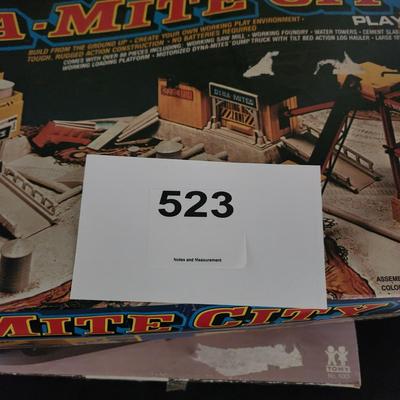 A-MITE CITY
PLAY
BUILD FROM THE GROUND UP • CREATE YOUR OWN WORKING PLAY ENVIRONMENT •
TOUGH, RUGGED ACTION CONSTRUCTION • NO BATTERIES REQUIRED
COMES WITH OVER 80 PIECES INCLUDING: WORKING SAW MILL • WORKING FOUNDRY • WATER TOWERS • CEMENT SLAB
WORKING LOADING PLATFORM • MOTORIZED DYNA-MITES DUMP TRUCK WITH TILT BED ACTION LOG HAULER • LARGE
DYNA-MITES
523
Notes and Measurement
ASSEMB
COLO
MITE CITY
TOMY